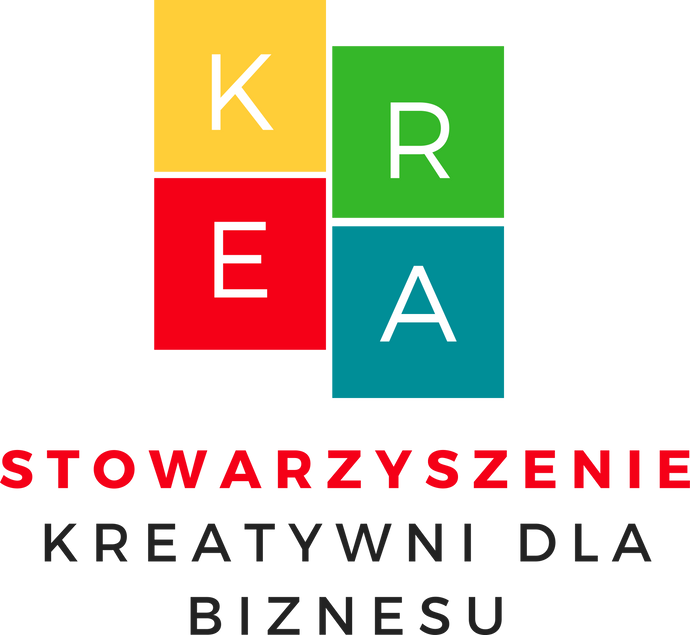 K R
E A
STOWARZYSZENIE
KREATYWNI DLA
BIZNESU